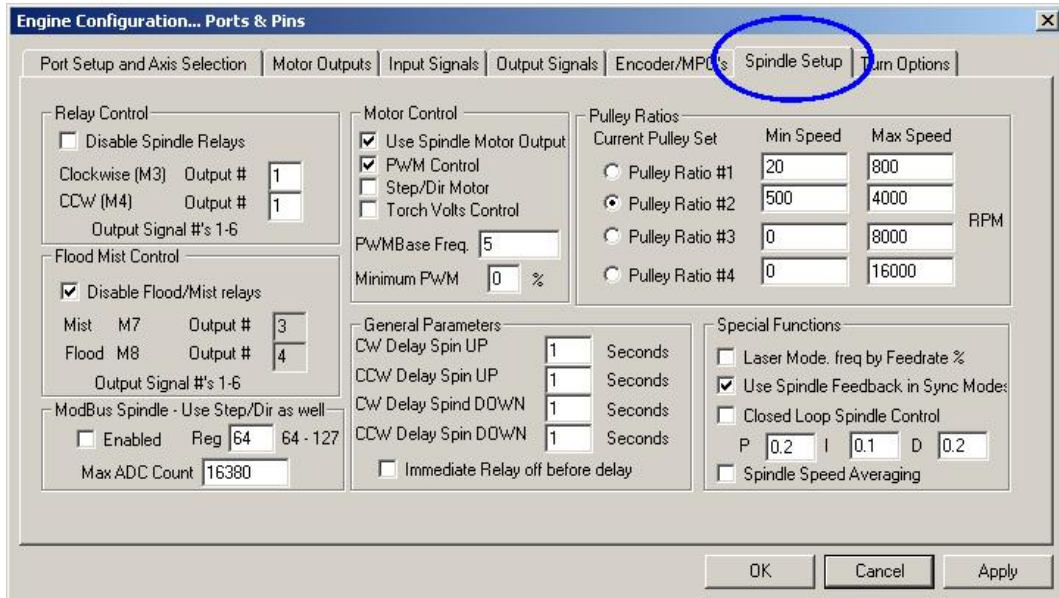 Engine Configuration... Ports & Pins
Port Setup and Axis Selection
Motor Outputs
Input Signals
Output Signals
Encoder/MPG's
Spindle Setup
Turn Options
Relay Control
Disable Spindle Relays
Clockwise (M3) Output # 1
CCW (M4) Output # 1
Output Signal #'s 1-6
Flood Mist Control
Disable Flood/Mist relays
Mist M7 Output # 3
Flood M8 Output # 4
Output Signal #'s 1-6
ModBus Spindle - Use Step/Dir as well
Enabled Reg 64 64 - 127
Max ADC Count 16380
Motor Control
Use Spindle Motor Output
PWM Control
Step/Dir Motor
Torch Volts Control
PWMBase Freq. 5
Minimum PWM 0 %
General Parameters
CW Delay Spin UP 1 Seconds
CCW Delay Spin UP 1 Seconds
CW Delay Spind DOWN 1 Seconds
CCW Delay Spin DOWN 1 Seconds
Immediate Relay off before delay
Pulley Ratios
Current Pulley Set Min Speed Max Speed
Pulley Ratio #1 20 800
Pulley Ratio #2 500 4000
RPM
Pulley Ratio #3 0 8000
Pulley Ratio #4 0 16000
Special Functions
Laser Mode. freq by Feedrate %
Use Spindle Feedback in Sync Modes
Closed Loop Spindle Control
P 0.2 I 0.1 D 0.2
Spindle Speed Averaging
OK
Cancel
Apply